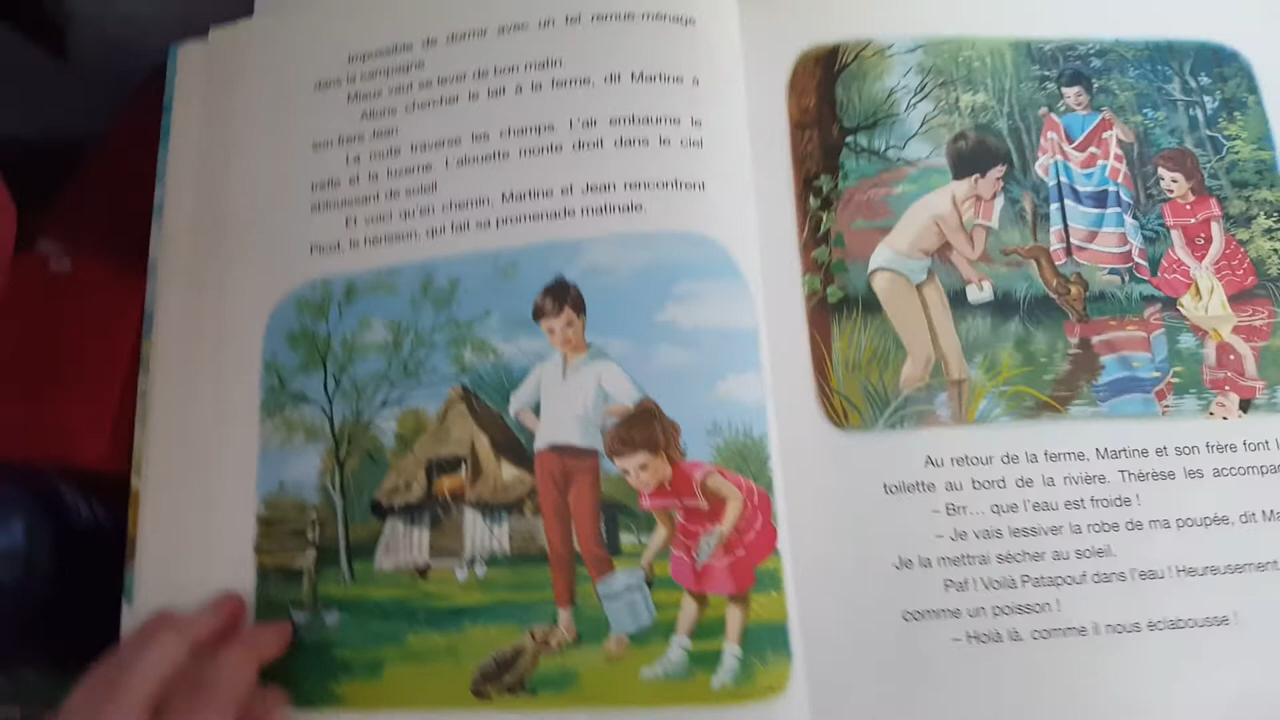 Impossible de dormir avec un tel remue-ménage
dans la campagne
Mieux vaut se lever de bon matin
Allons chercher le lait à la ferme, dit Martine à
son frère Jean
La route traverse les champs. L'air embaume le
trèfle et la luzerne. L'alouette monte droit dans le ciel
éblouissant de soleil
Et voici qu'en chemin, Martine et Jean rencontrent
Picot, le hérisson, qui fait sa promenade matinale.
Au retour de la ferme, Martine et son frère font
toilette au bord de la rivière. Thérèse les
– Brr... que l'eau est froide !
– Je vais lessiver la robe de ma poupée, dit
Je la mettrai sécher au soleil.
Paf ! Voilà Patapouf dans l'eau ! Heureusement,
comme un poisson !
– Holà là, comme il nous éclabousse !